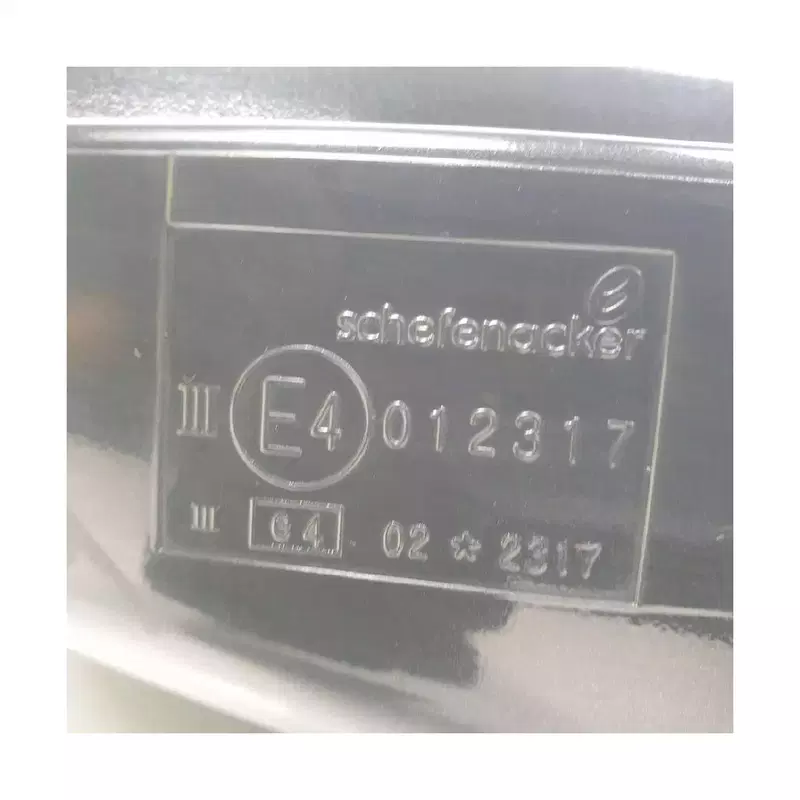 schefenacker
III E4 012317
III e4 02 ☆ 2317